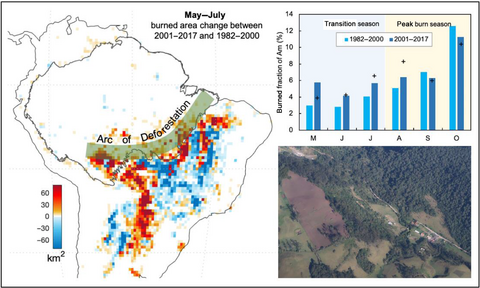 May–July
burned area change between
2001–2017 and 1982–2000
Arc of Deforestation
60
30
0
−30
−60
km2
14
12
10
8
6
4
2
0
Burned fraction of Am (%)
Transition season
Peak burn season
1982–2000
2001–2017
M
J
J
A
S
O